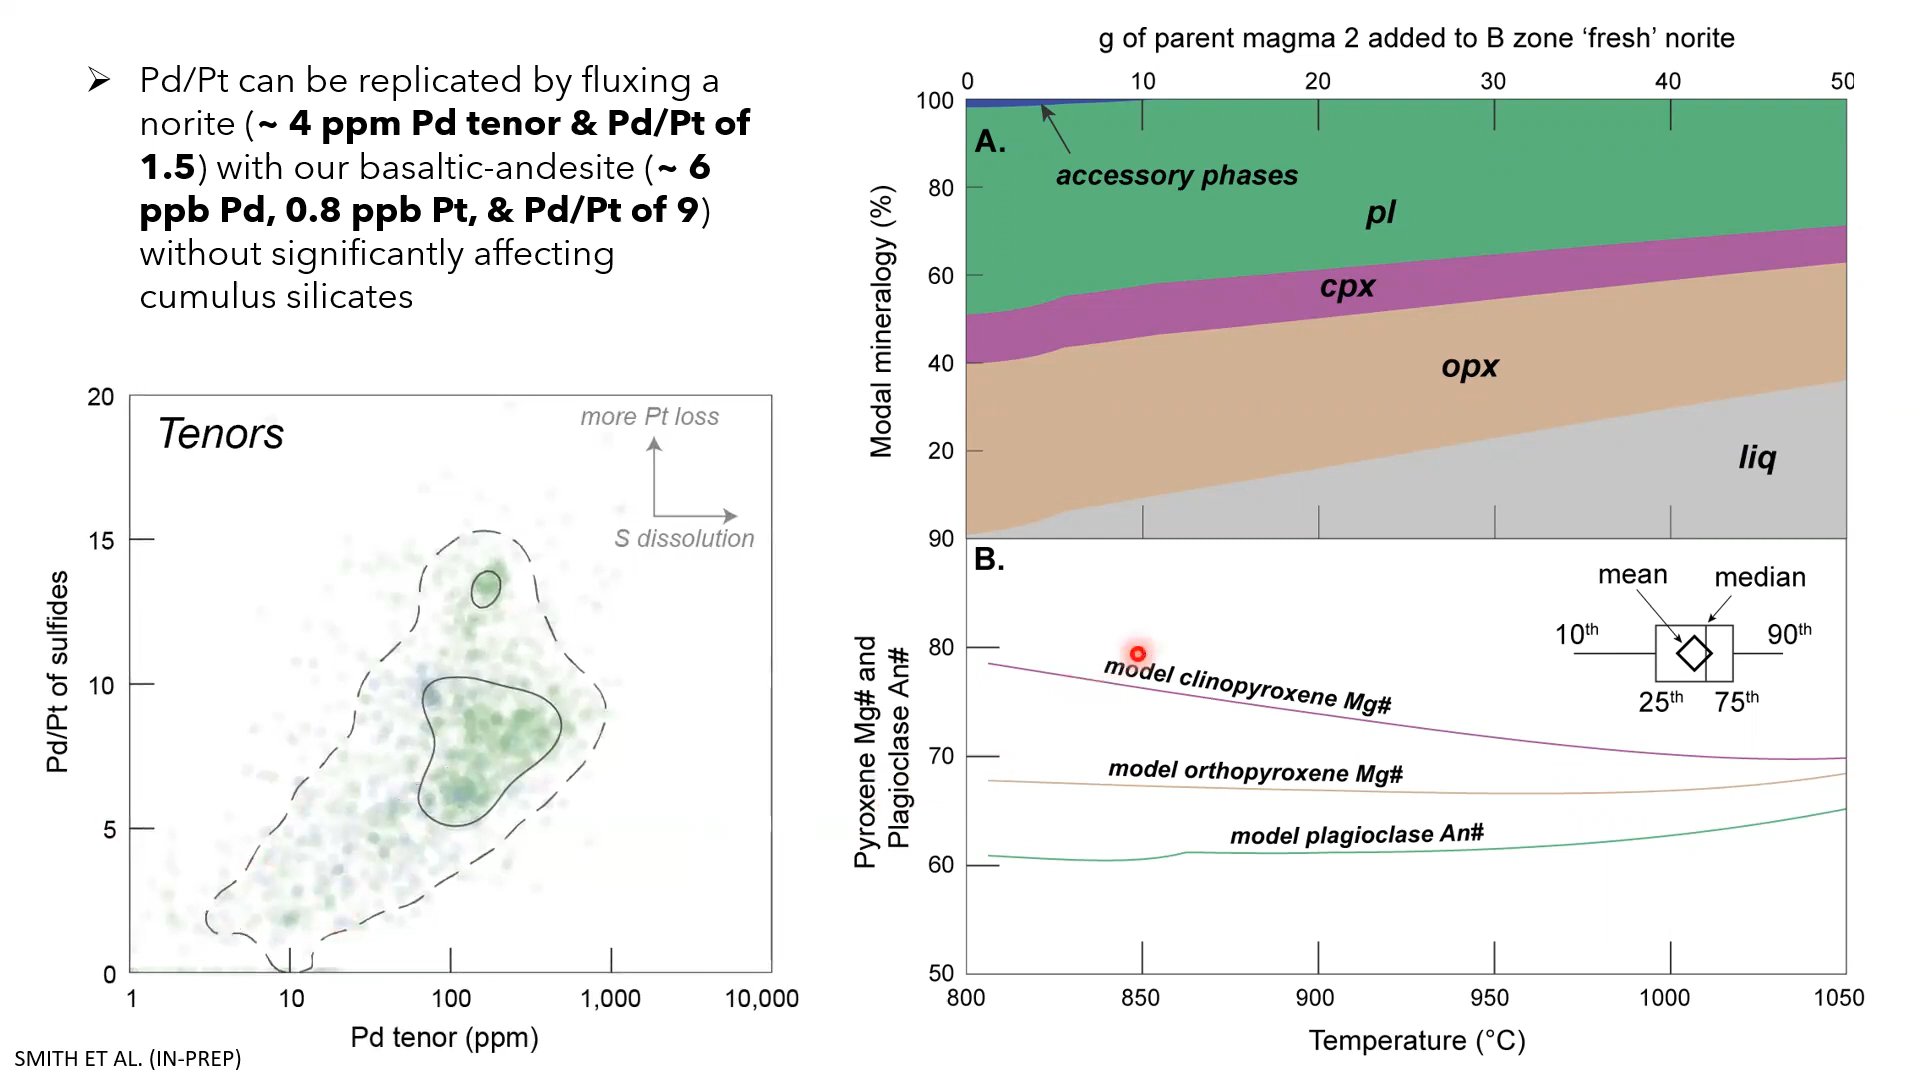 ➢ Pd/Pt can be replicated by fluxing a
norite (~ 4 ppm Pd tenor & Pd/Pt of
1.5) with our basaltic-andesite (~ 6
ppb Pd, 0.8 ppb Pt, & Pd/Pt of 9)
without significantly affecting
cumulus silicates
Tenors
more Pt loss
S dissolution
20
15
10
5
0
Pd/Pt of sulfides
1
10
100
1,000
10,000
Pd tenor (ppm)
SMITH ET AL. (IN-PREP)
g of parent magma 2 added to B zone ‘fresh’ norite
0
10
20
30
40
50
100
80
60
40
20
Modal mineralogy (%)
A.
accessory phases
pl
cpx
opx
liq
90
80
70
60
50
Pyroxene Mg# and
Plagioclase An#
B.
mean
median
10th
90th
25th
75th
model clinopyroxene Mg#
model orthopyroxene Mg#
model plagioclase An#
800
850
900
950
1000
1050
Temperature (°C)